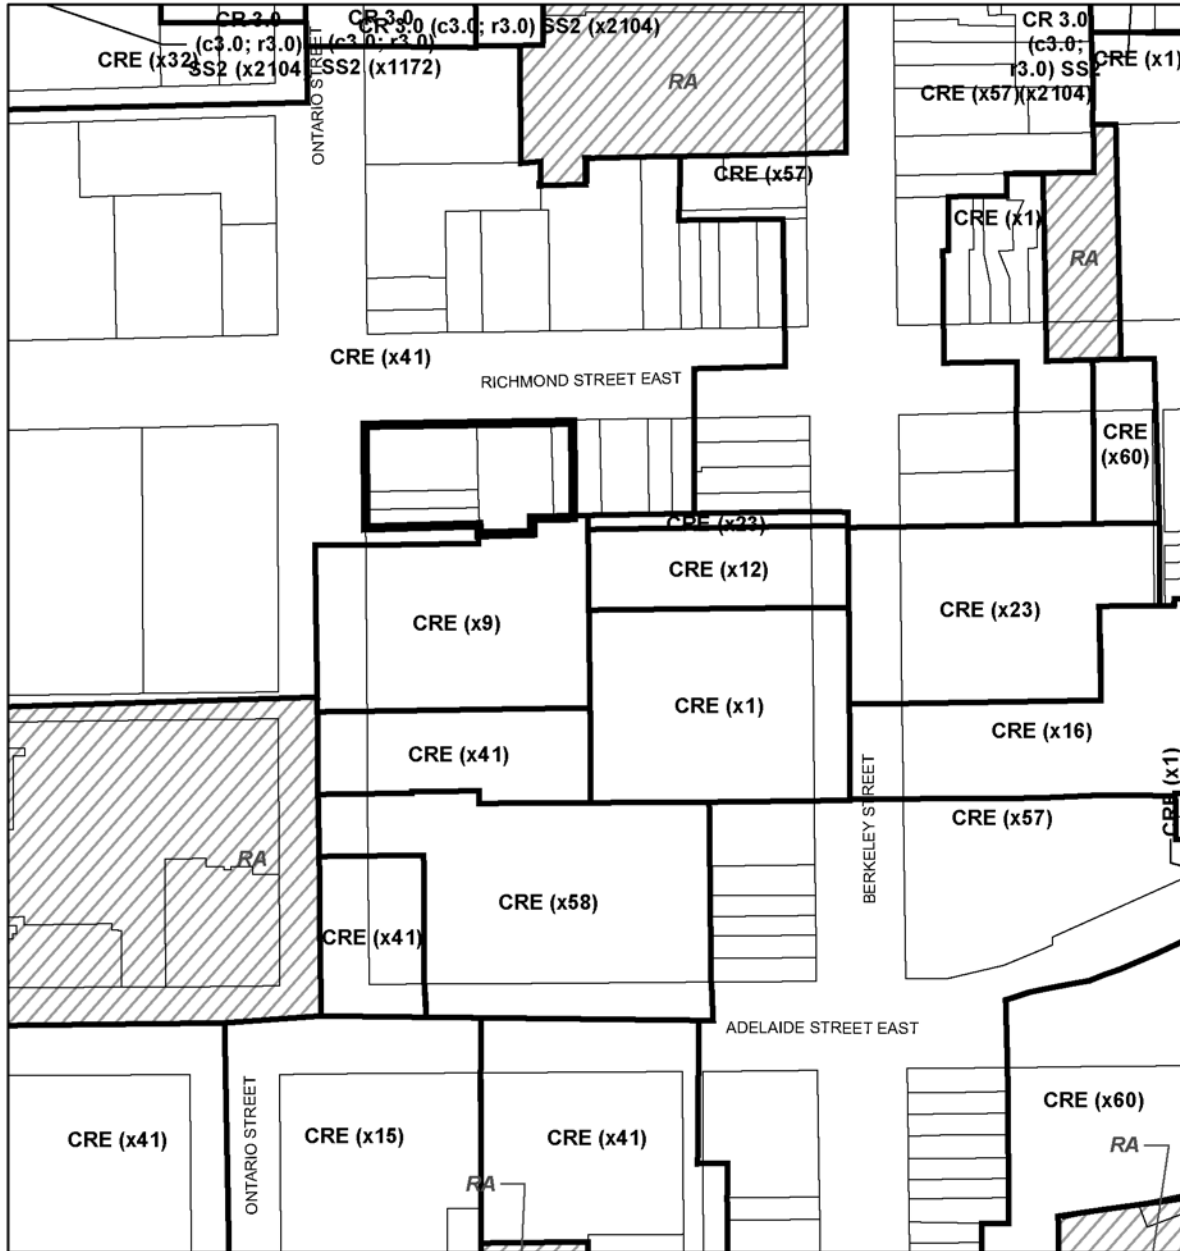 CR 3.0
(c3.0; r3.0)
SS2 (x2104)
CR 3.0
(c3.0; r3.0)
SS2 (x1172)
CR 3.0 (c3.0; r3.0) SS2 (x2104)
CR 3.0
(c3.0;
r3.0) SS2
(x2104)
CRE (x32)
CRE (x1)
RA
CRE (x57)
ONTARIO STREET
CRE (x57)
CRE (x1)
RA
CRE (x41)
RICHMOND STREET EAST
CRE
(x60)
CRE (x23)
CRE (x12)
CRE (x9)
CRE (x23)
CRE (x1)
CRE (x16)
CRE (x41)
CRE (x1)
BERKELEY STREET
CRE (x57)
RA
CRE (x58)
CRE (x41)
ADELAIDE STREET EAST
CRE (x60)
ONTARIO STREET
CRE (x41)
CRE (x15)
CRE (x41)
RA
RA